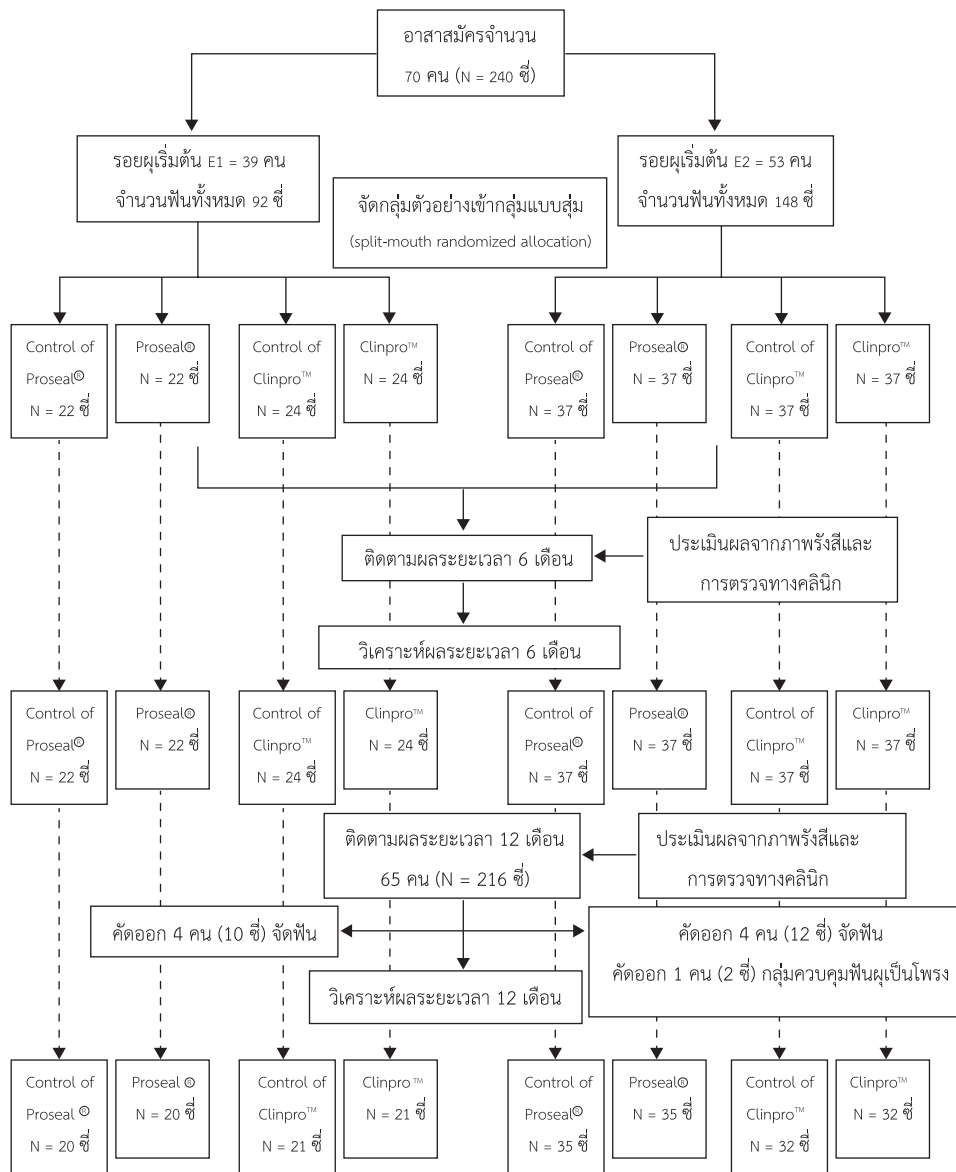 อาสาสมัครจำนวน
70 คน (N = 240 ซี่)
รอยผุเริ่มต้น E1 = 39 คน
จำนวนฟันทั้งหมด 92 ซี่
รอยผุเริ่มต้น E2 = 53 คน
จำนวนฟันทั้งหมด 148 ซี่
จัดกลุ่มตัวอย่างเข้ากลุ่มแบบสุ่ม
(split-mouth randomized allocation)
Control of
Proseal®
N = 22 ซี่
Proseal®
N = 22 ซี่
Control of
Clinpro™
N = 24 ซี่
Clinpro™
N = 24 ซี่
Control of
Proseal®
N = 37 ซี่
Proseal®
N = 37 ซี่
Control of
Clinpro™
N = 37 ซี่
Clinpro™
N = 37 ซี่
ติดตามผลระยะเวลา 6 เดือน
ประเมินผลจากภาพรังสีและ
การตรวจทางคลินิก
วิเคราะห์ผลระยะเวลา 6 เดือน
Control of
Proseal®
N = 22 ซี่
Proseal®
N = 22 ซี่
Control of
Clinpro™
N = 24 ซี่
Clinpro™
N = 24 ซี่
Control of
Proseal®
N = 37 ซี่
Proseal®
N = 37 ซี่
Control of
Clinpro™
N = 37 ซี่
Clinpro™
N = 37 ซี่
ติดตามผลระยะเวลา 12 เดือน
65 คน (N = 216 ซี่)
ประเมินผลจากภาพรังสีและ
การตรวจทางคลินิก
คัดออก 4 คน (10 ซี่) จัดฟัน
คัดออก 4 คน (12 ซี่) จัดฟัน
คัดออก 1 คน (2 ซี่) กลุ่มควบคุมฟันผุเป็นโพรง
วิเคราะห์ผลระยะเวลา 12 เดือน
Control of
Proseal ®
N = 20 ซี่
Proseal ®
N = 20 ซี่
Control of
Clinpro™
N = 21 ซี่
Clinpro ™
N = 21 ซี่
Control of
Proseal®
N = 35 ซี่
Proseal®
N = 35 ซี่
Control of
Clinpro™
N = 32 ซี่
Clinpro™
N = 32 ซี่